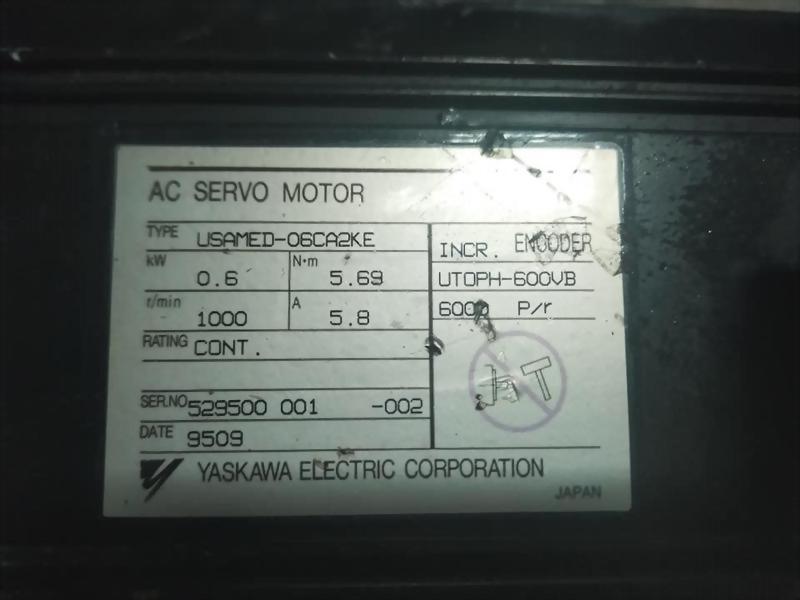 AC SERVO MOTOR
TYPE USAMED-06CA2KE
INCR. ENCODER
kW 0.6 N·m 5.69
UTOPH-600VB
r/min 1000 A 5.8
6000 P/r
RATING CONT.
SER.NO 529500 001 -002
DATE 9509
YASKAWA ELECTRIC CORPORATION
JAPAN